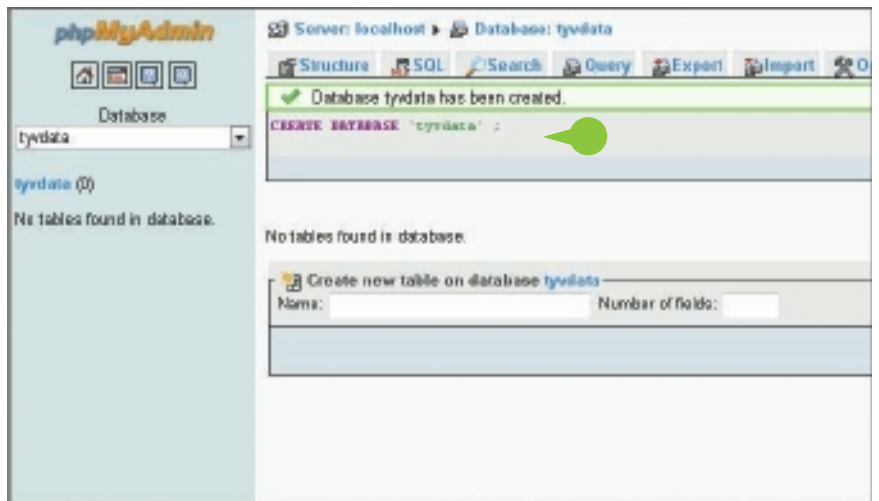 phpMyAdmin
Database
tyvdata
tyvdata (0)
No tables found in database.
Server: localhost Database: tyvdata
Structure SQL Search Query Export Import
Database tyvdata has been created.
CREATE DATABASE `tyvdata` ;
No tables found in database.
Create new table on database tyvdata
Name: Number of fields: